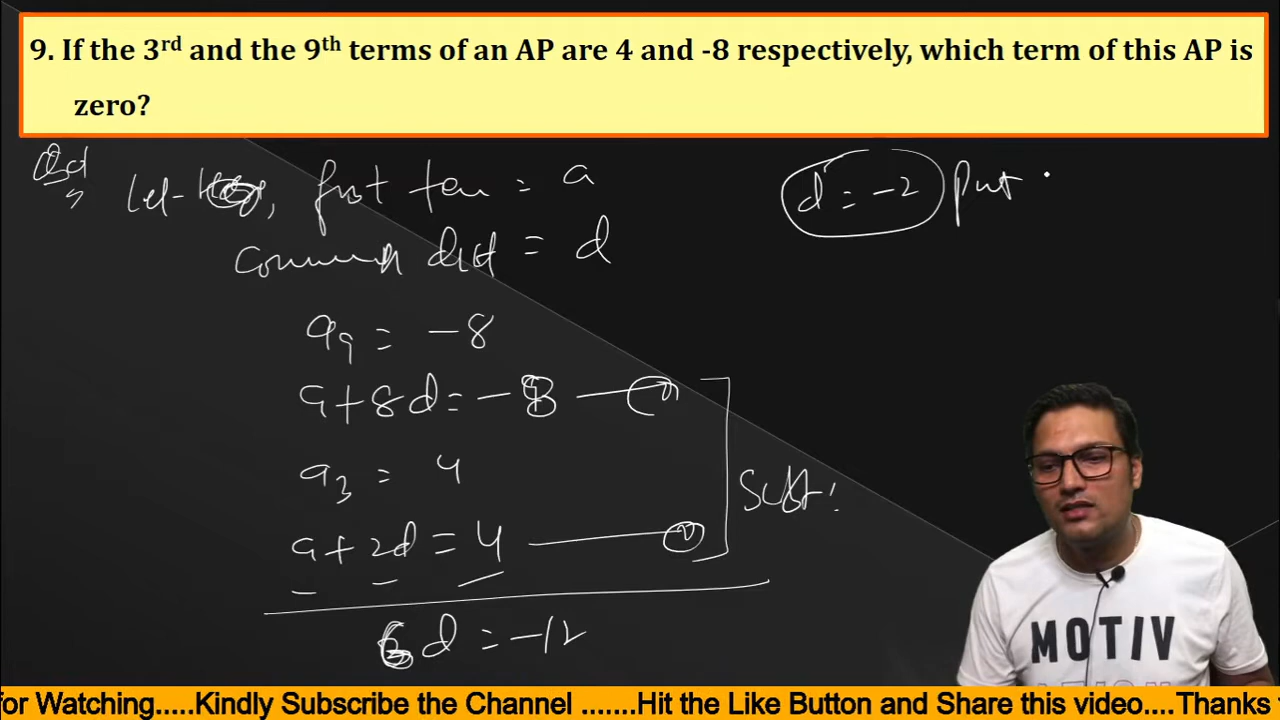 9. If the 3rd and the 9th terms of an AP are 4 and -8 respectively, which term of this AP is
zero?
let
first term = a
common diff = d
a9 = -8
a+8d = -8
a3 = 4
a+2d = 4
Subt:
6d = -12
d = -2 put
MOTIV
for Watching.....Kindly Subscribe the Channel .......Hit the Like Button and Share this video....Thanks